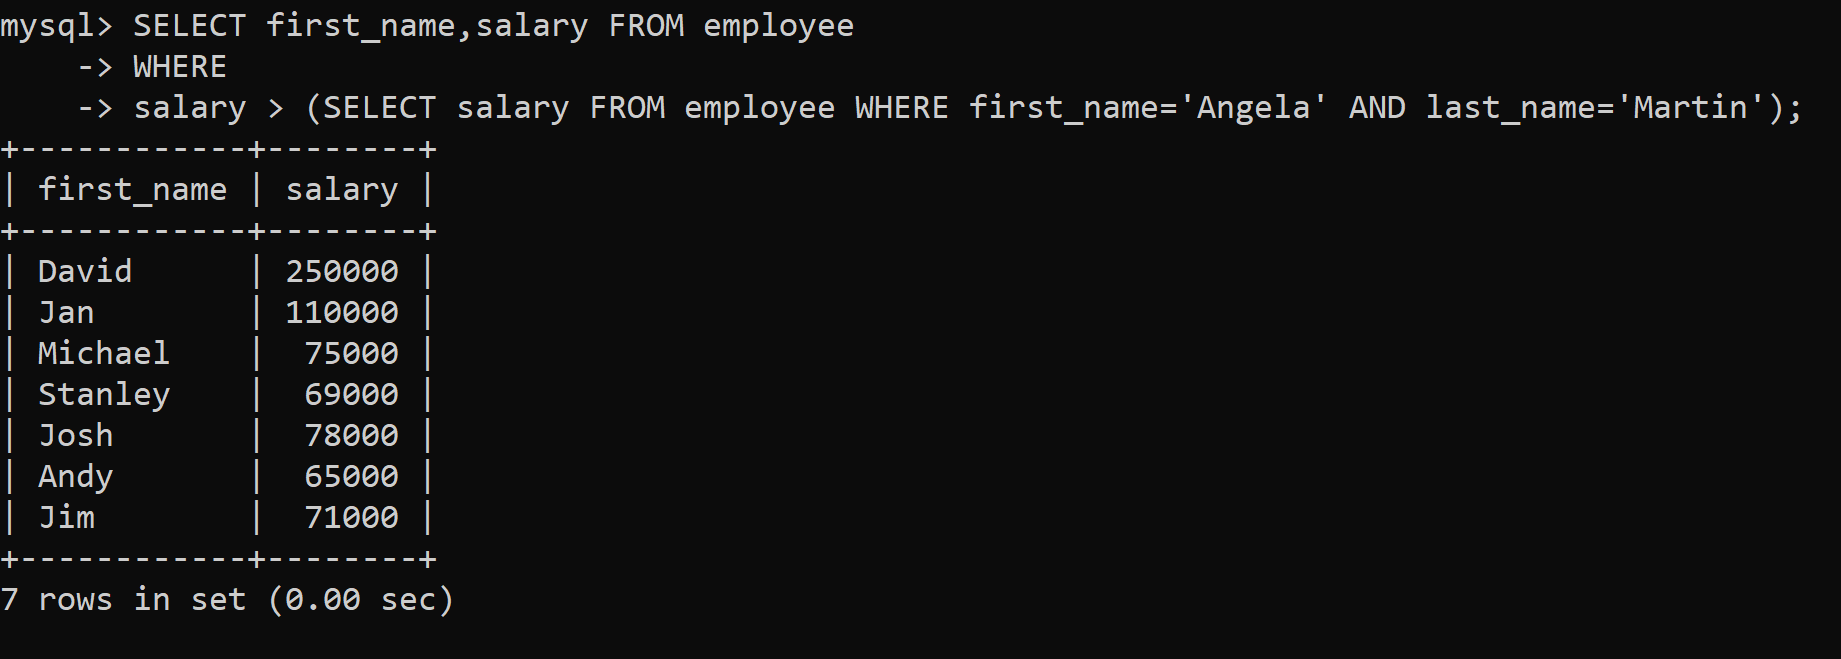 mysql> SELECT first_name,salary FROM employee
    -> WHERE
    -> salary > (SELECT salary FROM employee WHERE first_name='Angela' AND last_name='Martin');
+------------+--------+
| first_name | salary |
+------------+--------+
| David      | 250000 |
| Jan        | 110000 |
| Michael    |  75000 |
| Stanley    |  69000 |
| Josh       |  78000 |
| Andy       |  65000 |
| Jim        |  71000 |
+------------+--------+
7 rows in set (0.00 sec)